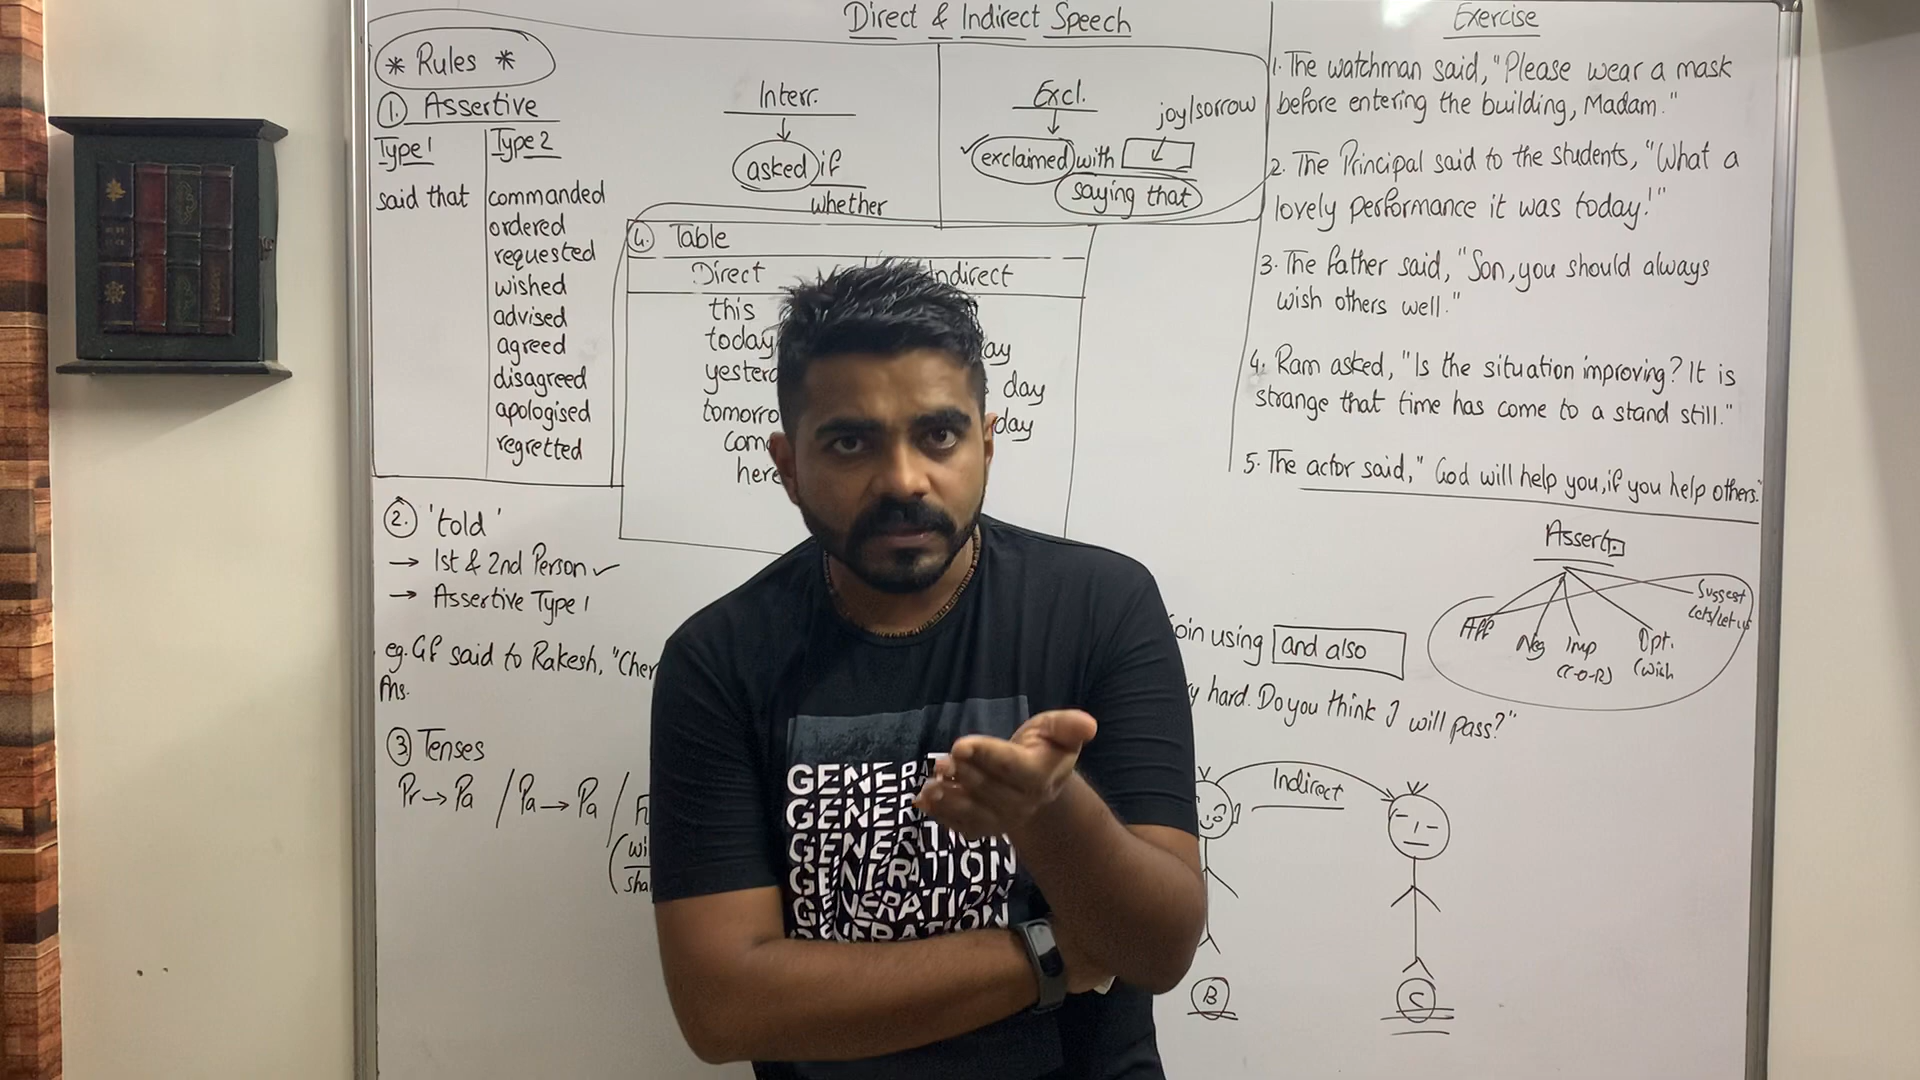 Direct & Indirect Speech
* Rules *
① Assertive
Type 1
said that
Type 2
commanded
ordered
requested
wished
advised
agreed
disagreed
apologised
regretted
Interr.
asked if
whether
Excl.
joy/sorrow
exclaimed with
saying that
4. Table
Direct Indirect
this
today
day
here
② 'told'
→ 1st & 2nd Person ✓
→ Assertive Type 1
eg. GF said to Rakesh, "
Ans.
③ Tenses
Pr → Pa / Pa → Pa /
Exercise
1. The watchman said, "Please wear a mask
before entering the building, Madam."
2. The Principal said to the students, "What a
lovely performance it was today!"
3. The father said, "Son, you should always
wish others well."
4. Ram asked, "Is the situation improving? It is
strange that time has come to a stand still."
5. The actor said, "God will help you, if you help others."
Assert
Aff
Neg
Imp
(C-O-R)
Opt.
(wish
Suggest
Lets/Let us
using and also
hard. Do you think I will pass?"
Indirect
B
C
GENERATION
GENERATION
GENERATION